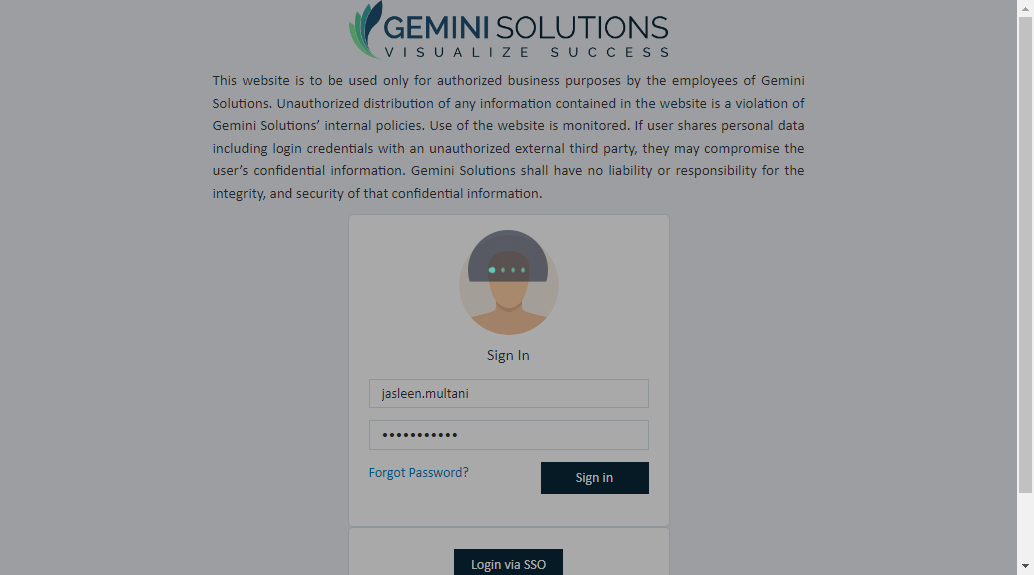 GEMINI SOLUTIONS
VISUALIZE SUCCESS
This website is to be used only for authorized business purposes by the employees of Gemini
Solutions. Unauthorized distribution of any information contained in the website is a violation of
Gemini Solutions’ internal policies. Use of the website is monitored. If user shares personal data
including login credentials with an unauthorized external third party, they may compromise the
user’s confidential information. Gemini Solutions shall have no liability or responsibility for the
integrity, and security of that confidential information.
Sign In
jasleen.multani
•••••••••••
Forgot Password?
Sign in
Login via SSO